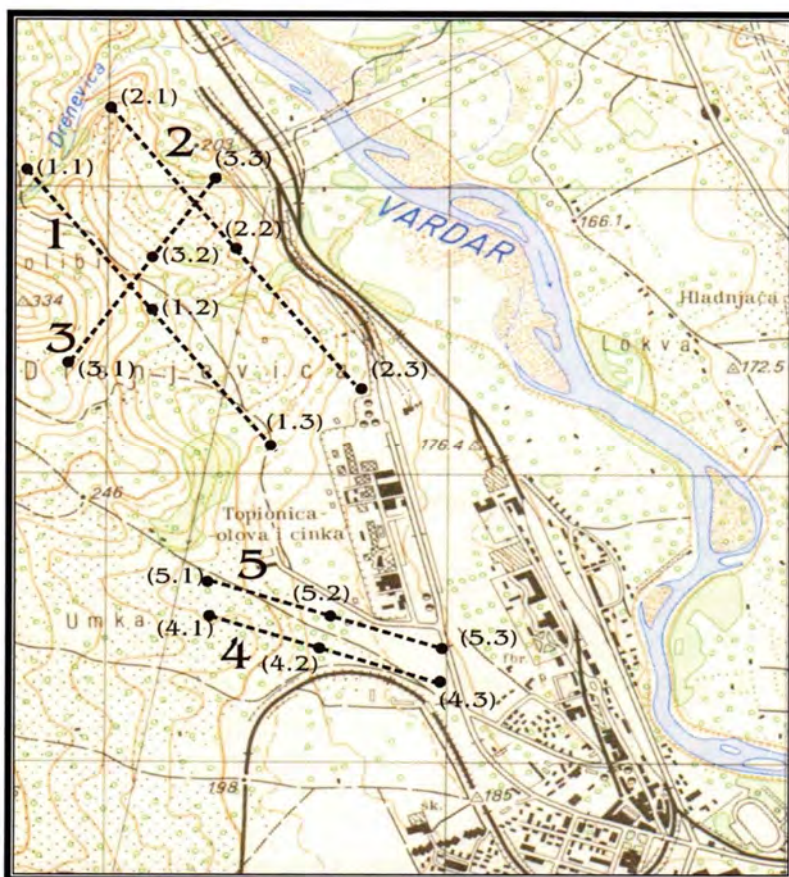 Drenevica
(2.1)
2
203
(3.3)
(1.1)
VARDAR
166.1
1
(3.2)
(2.2)
olibi
334
(1.2)
Hladnjača
3
Lokva
(3.1)
172.5
(2.3)
(1.3)
176.4
246
Topionica
olova i cinka
5
(5.1)
(5.2)
Umka
(4.1)
(5.3)
4
(4.2)
fbr.
(4.3)
198
185
šk.